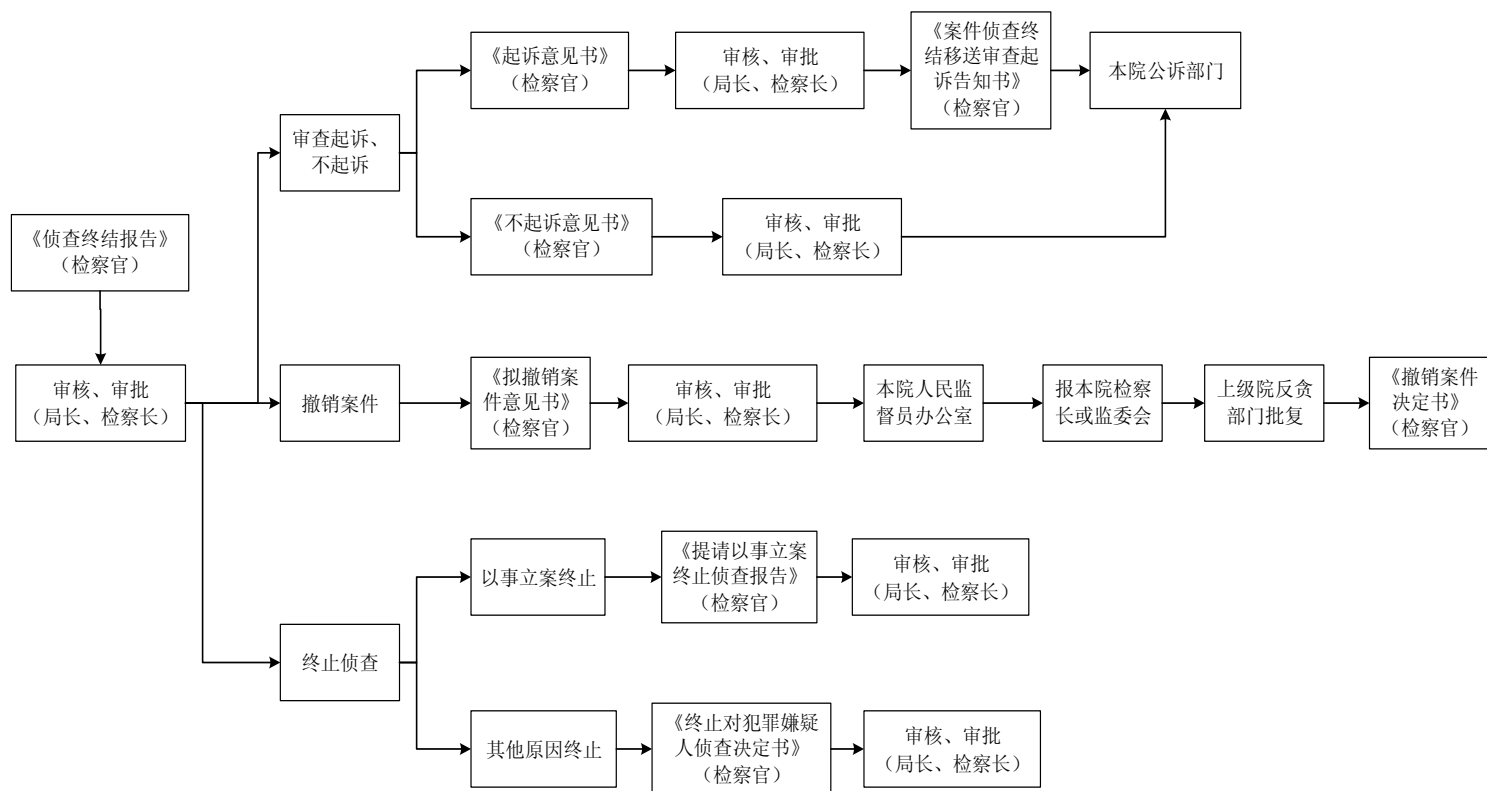 《侦查终结报告》
（检察官）
审核、审批
（局长、检察长）
审查起诉、
不起诉
《起诉意见书》
（检察官）
审核、审批
（局长、检察长）
《案件侦查终
结移送审查起
诉告知书》
（检察官）
本院公诉部门
《不起诉意见书》
（检察官）
审核、审批
（局长、检察长）
撤销案件
《拟撤销案
件意见书》
（检察官）
审核、审批
（局长、检察长）
本院人民监
督员办公室
报本院检察
长或监委会
上级院反贪
部门批复
《撤销案件
决定书》
（检察官）
终止侦查
以事立案终止
《提请以事立案
终止侦查报告》
（检察官）
审核、审批
（局长、检察长）
其他原因终止
《终止对犯罪嫌疑
人侦查决定书》
（检察官）
审核、审批
（局长、检察长）